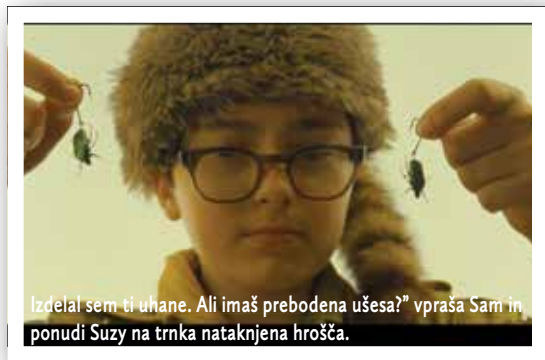 Izdelal sem ti uhane. Ali imaš prebodena ušesa?” vpraša Sam in
ponudi Suzy na trnka nataknjena hrošča.